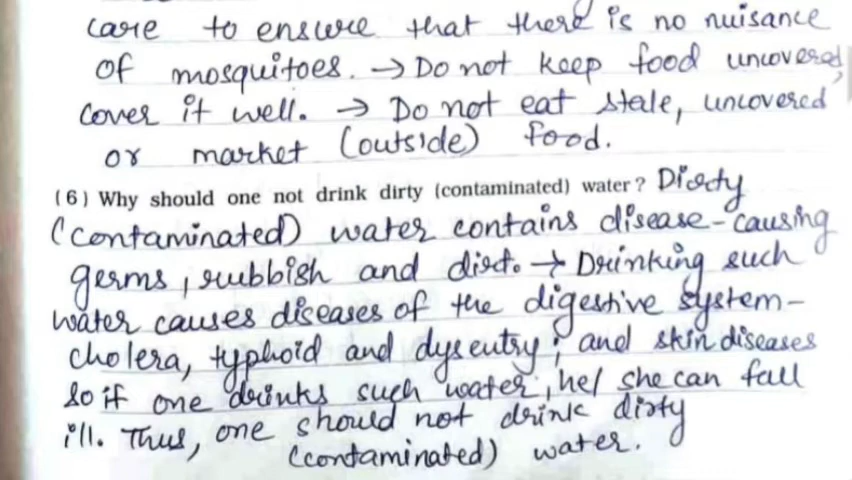 care to ensure that there is no nuisance
of mosquitoes. → Do not keep food uncovered,
cover it well. → Do not eat stale, uncovered
or market (outside) food.
(6) Why should one not drink dirty (contaminated) water? Dirty
(contaminated) water contains disease-causing
germs, rubbish and dirt. → Drinking such
water causes diseases of the digestive system-
cholera, typhoid and dysentry; and skin diseases
so if one drinks such water, he/ she can fall
ill. Thus, one should not drink dirty
(contaminated) water.